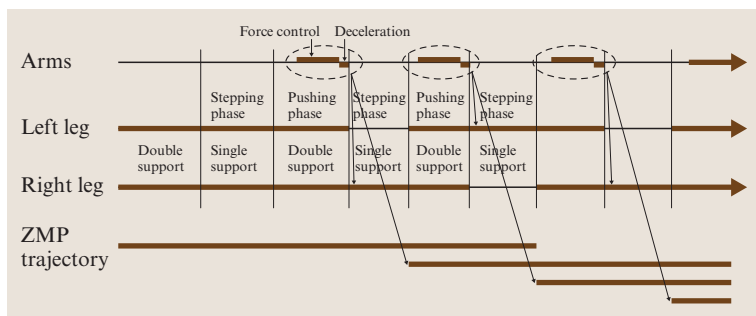 Force control
Deceleration
Arms
Stepping
phase
Pushing
phase
Stepping
phase
Pushing
phase
Stepping
phase
Left leg
Double
support
Single
support
Double
support
Single
support
Double
support
Single
support
Right leg
ZMP
trajectory